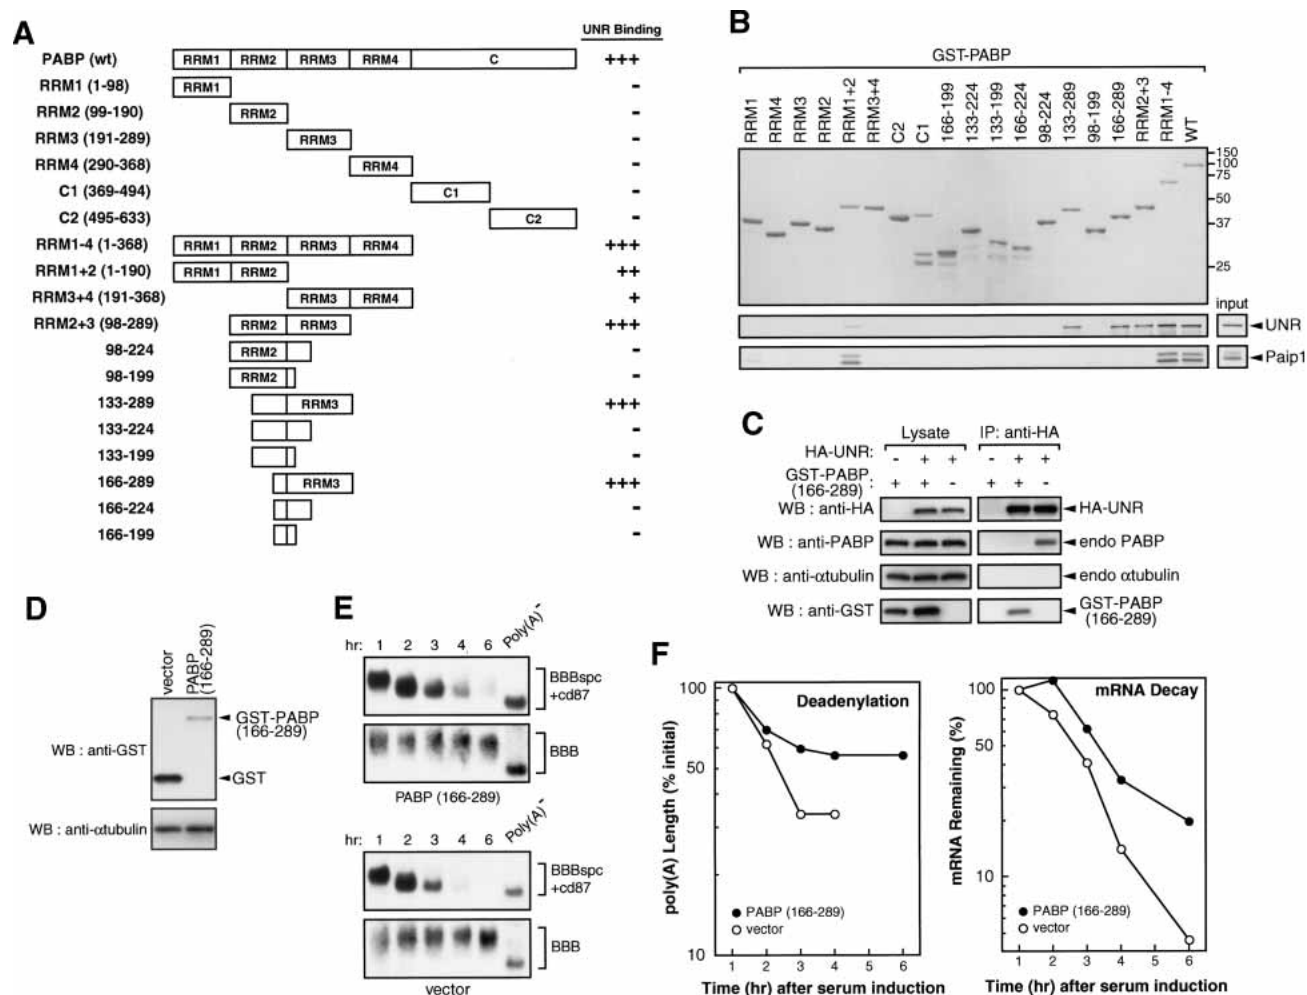 A
UNR Binding
PABP (wt) RRM1 RRM2 RRM3 RRM4 C +++
RRM1 (1-98) RRM1 -
RRM2 (99-190) RRM2 -
RRM3 (191-289) RRM3 -
RRM4 (290-368) RRM4 -
C1 (369-494) C1 -
C2 (495-633) C2 -
RRM1-4 (1-368) RRM1 RRM2 RRM3 RRM4 +++
RRM1+2 (1-190) RRM1 RRM2 ++
RRM3+4 (191-368) RRM3 RRM4 +
RRM2+3 (98-289) RRM2 RRM3 +++
98-224 RRM2 -
98-199 RRM2 -
133-289 RRM3 +++
133-224 -
133-199 -
166-289 RRM3 +++
166-224 -
166-199 -
B
GST-PABP
RRM1 RRM4 RRM3 RRM2 RRM1+2 RRM3+4 C2 C1 166-199 133-224 133-199 166-224 98-224 133-289 98-199 166-289 RRM2+3 RRM1-4 WT
150
100
75
50
37
25
input
UNR
Paip1
C
Lysate IP: anti-HA
HA-UNR: - + + - + +
GST-PABP (166-289) : + + - + + -
WB : anti-HA HA-UNR
WB : anti-PABP endo PABP
WB : anti-αtubulin endo αtubulin
WB : anti-GST GST-PABP (166-289)
D
vector PABP (166-289)
WB : anti-GST
GST-PABP (166-289)
GST
WB : anti-αtubulin
E
hr: 1 2 3 4 6 Poly(A)-
BBBspc +cd87
BBB
PABP (166-289)
hr: 1 2 3 4 6 Poly(A)-
BBBspc +cd87
BBB
vector
F
Deadenylation
poly(A) Length (% initial)
100
50
10
PABP (166-289)
vector
1 2 3 4 5 6
Time (hr) after serum induction
mRNA Decay
mRNA Remaining (%)
100
50
10
PABP (166-289)
vector
1 2 3 4 5 6
Time (hr) after serum induction